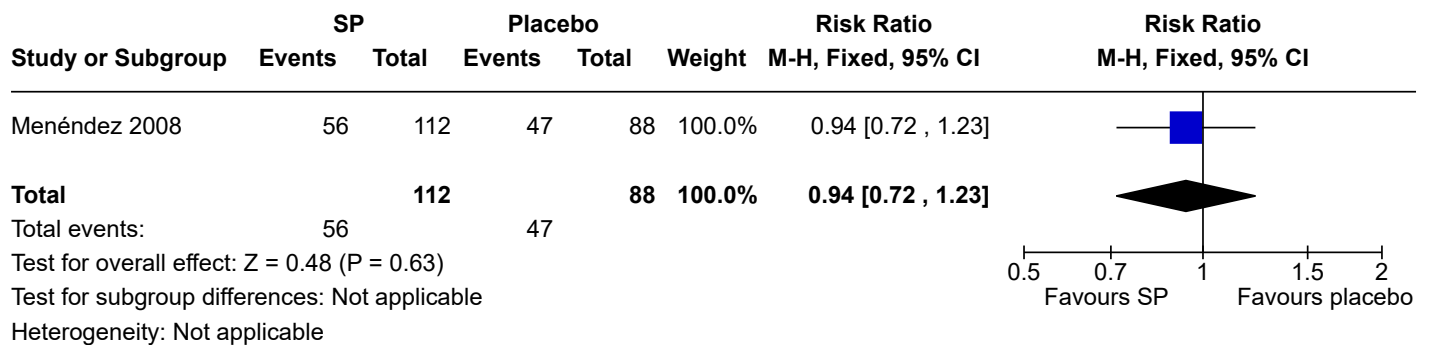 SP Placebo Risk Ratio Risk Ratio
Study or Subgroup Events Total Events Total Weight M-H, Fixed, 95% CI M-H, Fixed, 95% CI
Menéndez 2008 56 112 47 88 100.0% 0.94 [0.72 , 1.23]
Total 112 88 100.0% 0.94 [0.72 , 1.23]
Total events: 56 47
Test for overall effect: Z = 0.48 (P = 0.63)
Test for subgroup differences: Not applicable
Heterogeneity: Not applicable
0.5 0.7 1 1.5 2
Favours SP Favours placebo